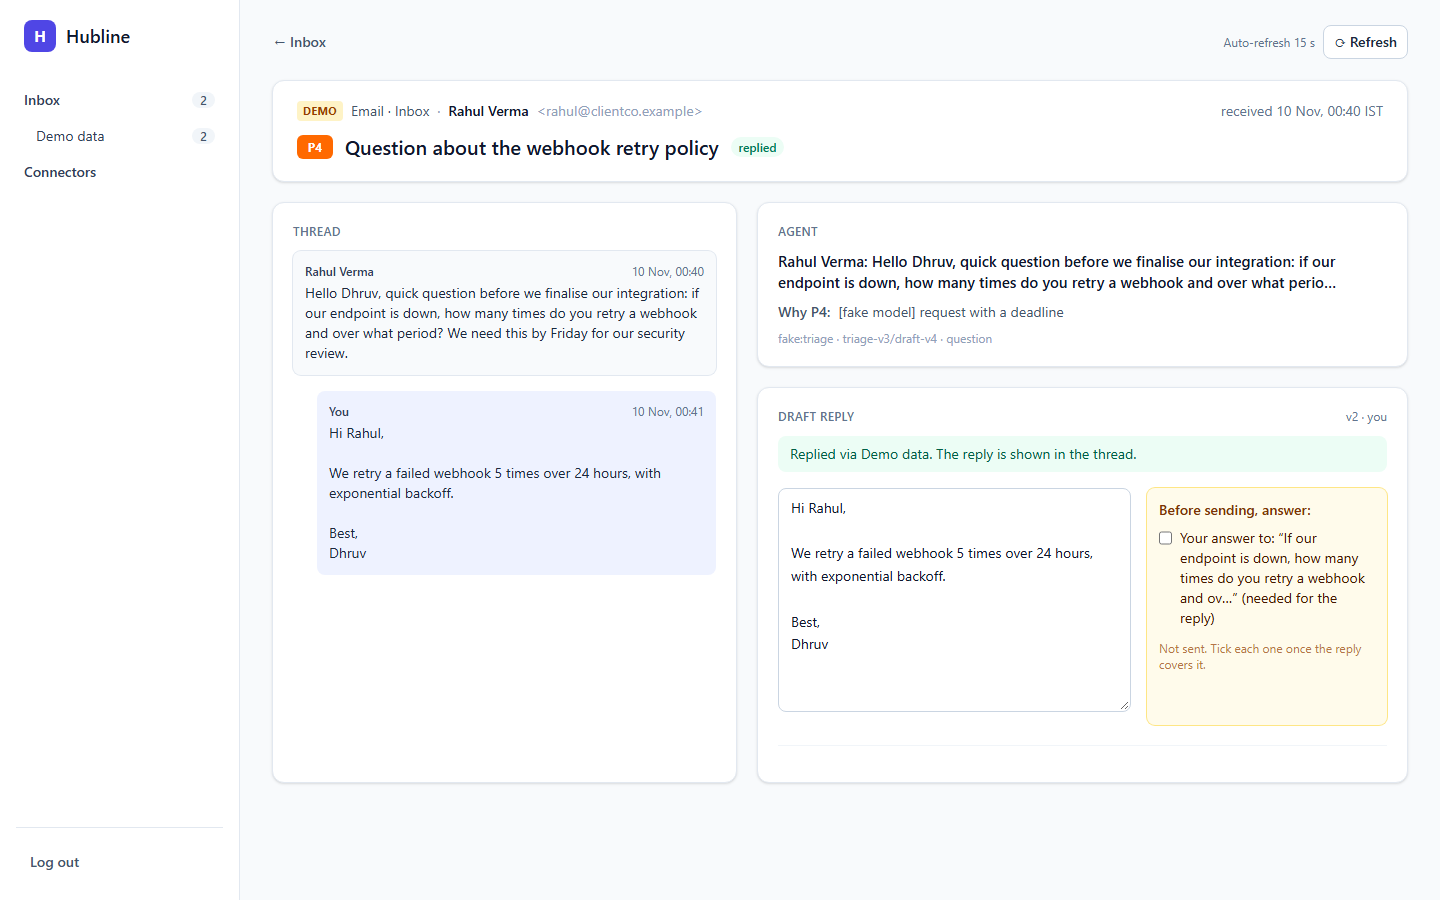 H Hubline
Inbox 2
Demo data 2
Connectors
Log out
← Inbox
Auto-refresh 15 s
⟳ Refresh
DEMO Email · Inbox · Rahul Verma <rahul@clientco.example>
received 10 Nov, 00:40 IST
P4 Question about the webhook retry policy replied
THREAD
Rahul Verma 10 Nov, 00:40
Hello Dhruv, quick question before we finalise our integration: if
our endpoint is down, how many times do you retry a webhook
and over what period? We need this by Friday for our security
review.
You 10 Nov, 00:41
Hi Rahul,
We retry a failed webhook 5 times over 24 hours, with
exponential backoff.
Best,
Dhruv
AGENT
Rahul Verma: Hello Dhruv, quick question before we finalise our integration: if our
endpoint is down, how many times do you retry a webhook and over what perio...
Why P4: [fake model] request with a deadline
fake:triage · triage-v3/draft-v4 · question
DRAFT REPLY v2 · you
Replied via Demo data. The reply is shown in the thread.
Hi Rahul,
We retry a failed webhook 5 times over 24 hours,
with exponential backoff.
Best,
Dhruv
Before sending, answer:
Your answer to: “If our
endpoint is down, how many
times do you retry a webhook
and ov…” (needed for the
reply)
Not sent. Tick each one once the reply
covers it.